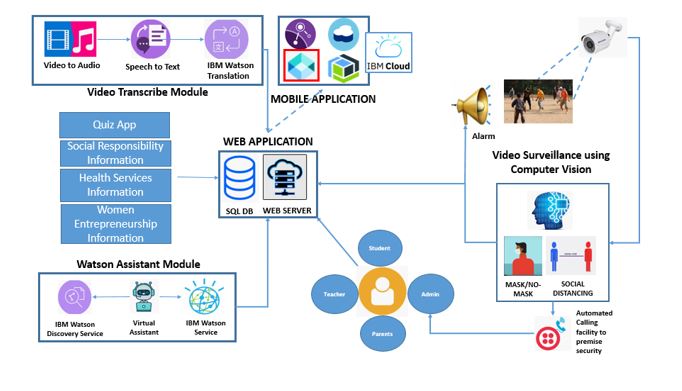 Video to Audio
Speech to Text
IBM Watson
Translation
Video Transcribe Module
IBM Cloud
MOBILE APPLICATION
Alarm
Quiz App
Social Responsibility
Information
Health Services
Information
Women
Entrepreneurship
Information
WEB APPLICATION
SQL DB
WEB SERVER
Video Surveillance using
Computer Vision
MASK/NO-
MASK
SOCIAL
DISTANCING
Watson Assistant Module
IBM Watson
Discovery Service
Virtual
Assistant
IBM Watson
Service
Student
Teacher
Admin
Parents
Automated
Calling
facility to
premise
security